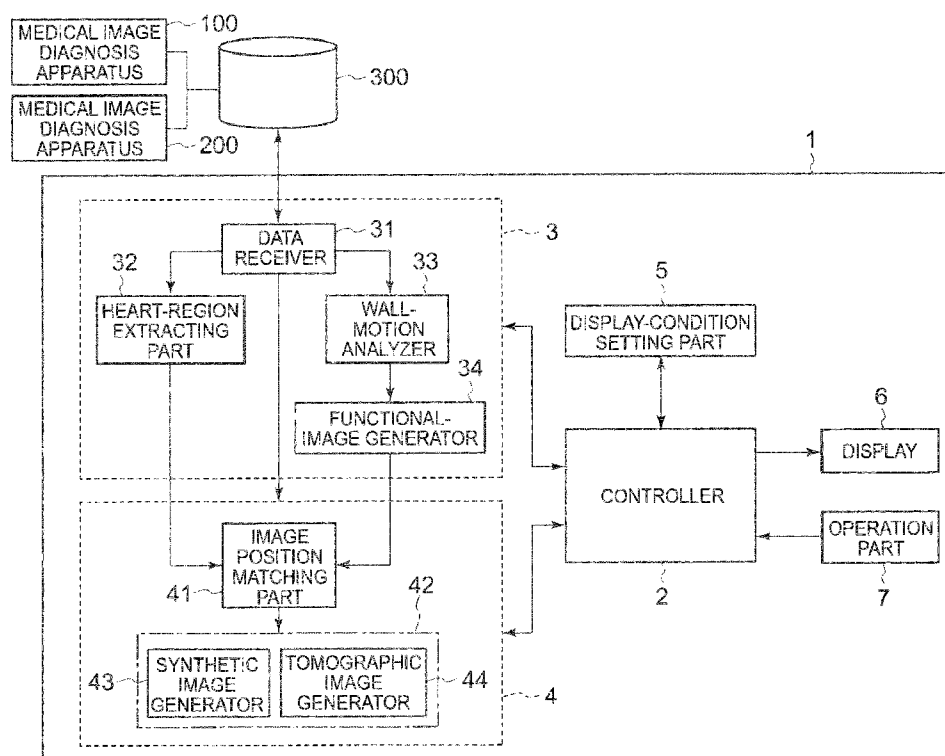 MEDICAL IMAGE
DIAGNOSIS
APPARATUS
100
300
MEDICAL IMAGE
DIAGNOSIS
APPARATUS
200
1
DATA
RECEIVER
31
3
32
HEART-REGION
EXTRACTING
PART
33
WALL-
MOTION
ANALYZER
34
FUNCTIONAL-
IMAGE GENERATOR
5
DISPLAY-CONDITION
SETTING PART
6
DISPLAY
CONTROLLER
2
OPERATION
PART
7
IMAGE
POSITION
MATCHING
PART
41
42
43
SYNTHETIC
IMAGE
GENERATOR
TOMOGRAPHIC
IMAGE
GENERATOR
44
4